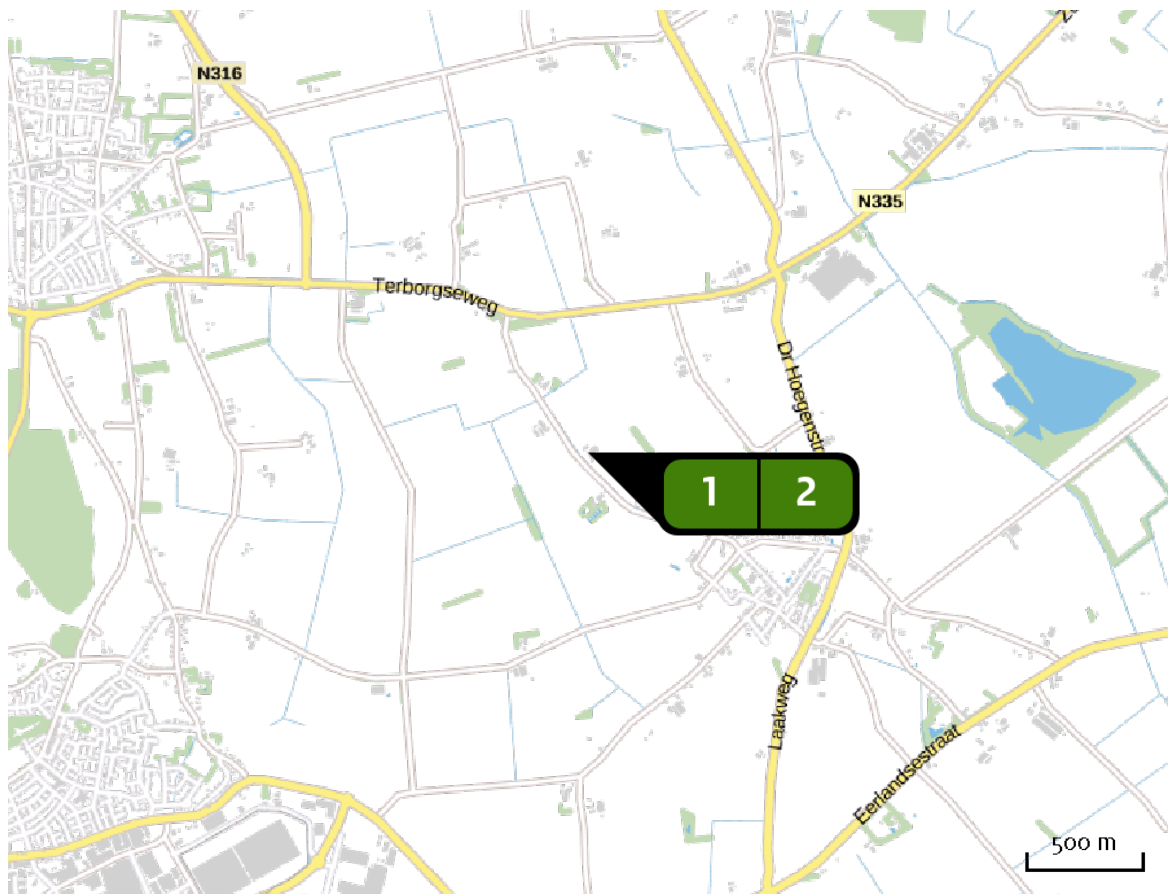 N316
N335
Terborgseweg
Dr Hoegenstr
1
2
Laakweg
Eerlandsestraat
500 m